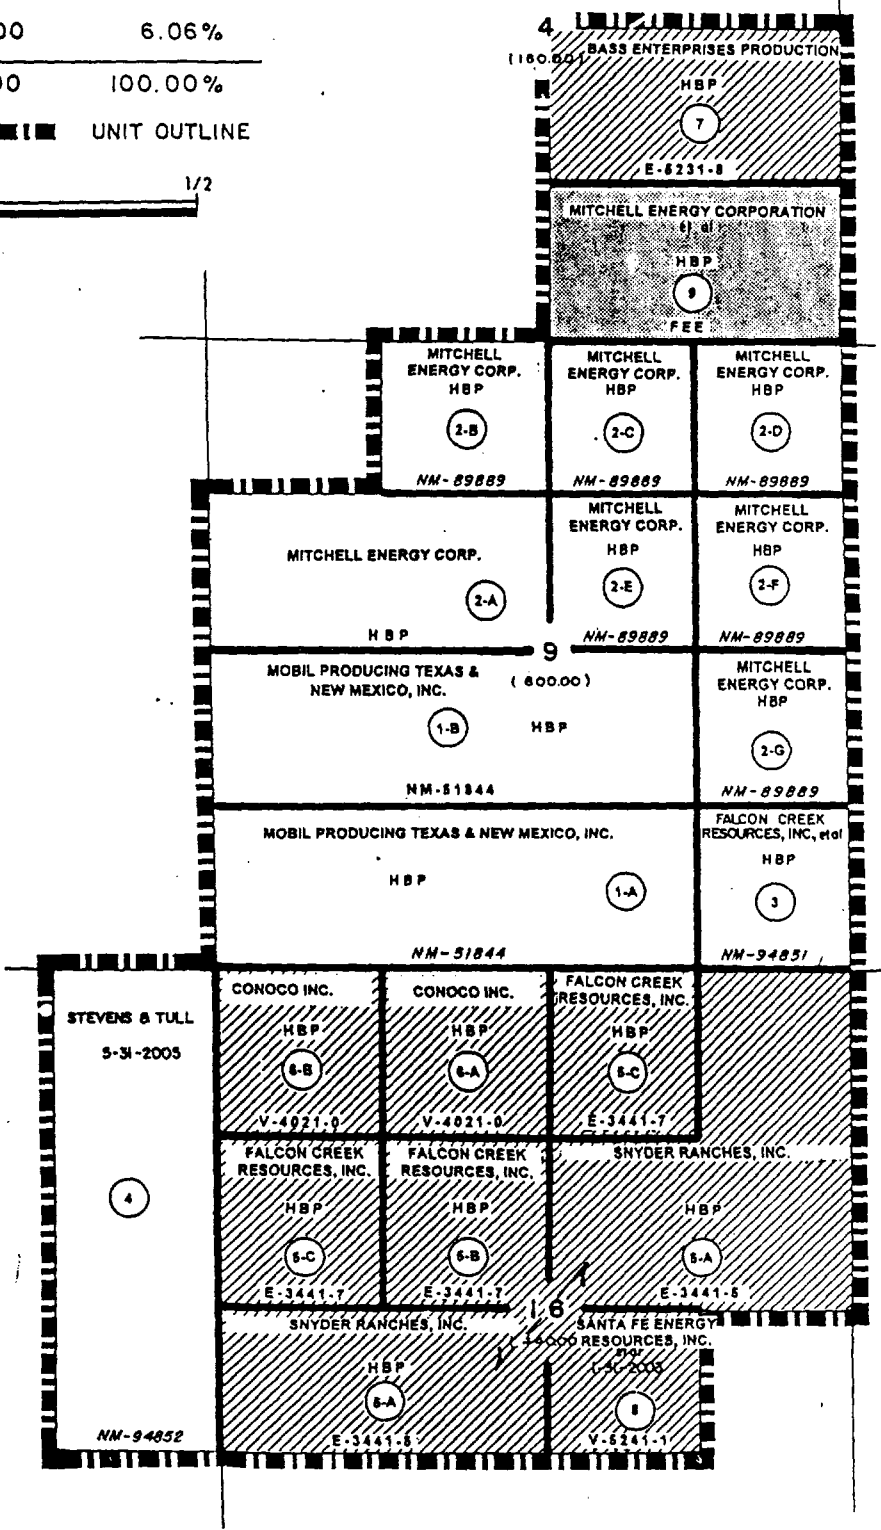 00 6.06%
00 100.00%
UNIT OUTLINE
1/2
4
(160.00)
BASS ENTERPRISES PRODUCTION
HBP
7
E-5231-8
MITCHELL ENERGY CORPORATION
et al
HBP
9
FEE
MITCHELL
ENERGY CORP.
HBP
2-B
NM-89889
MITCHELL
ENERGY CORP.
HBP
2-C
NM-89889
MITCHELL
ENERGY CORP.
HBP
2-D
NM-89889
MITCHELL ENERGY CORP.
2-A
HBP
MITCHELL
ENERGY CORP.
HBP
2-E
NM-89889
MITCHELL
ENERGY CORP.
HBP
2-F
NM-89889
9
(600.00)
MOBIL PRODUCING TEXAS &
NEW MEXICO, INC.
1-B HBP
NM-51844
MITCHELL
ENERGY CORP.
HBP
2-G
NM-89889
MOBIL PRODUCING TEXAS & NEW MEXICO, INC.
HBP
1-A
NM-51844
FALCON CREEK
RESOURCES, INC, et al
HBP
3
NM-94851
STEVENS & TULL
5-31-2005
4
NM-94852
CONOCO INC.
HBP
6-B
V-4021-0
CONOCO INC.
HBP
6-A
V-4021-0
FALCON CREEK
RESOURCES, INC.
HBP
5-C
E-3441-7
FALCON CREEK
RESOURCES, INC.
HBP
5-C
E-3441-7
FALCON CREEK
RESOURCES, INC.
HBP
5-B
E-3441-7
SNYDER RANCHES, INC.
HBP
5-A
E-3441-5
16
SNYDER RANCHES, INC.
HBP
5-A
E-3441-5
SANTA FE ENERGY
RESOURCES, INC.
et al
8
V-5241-1